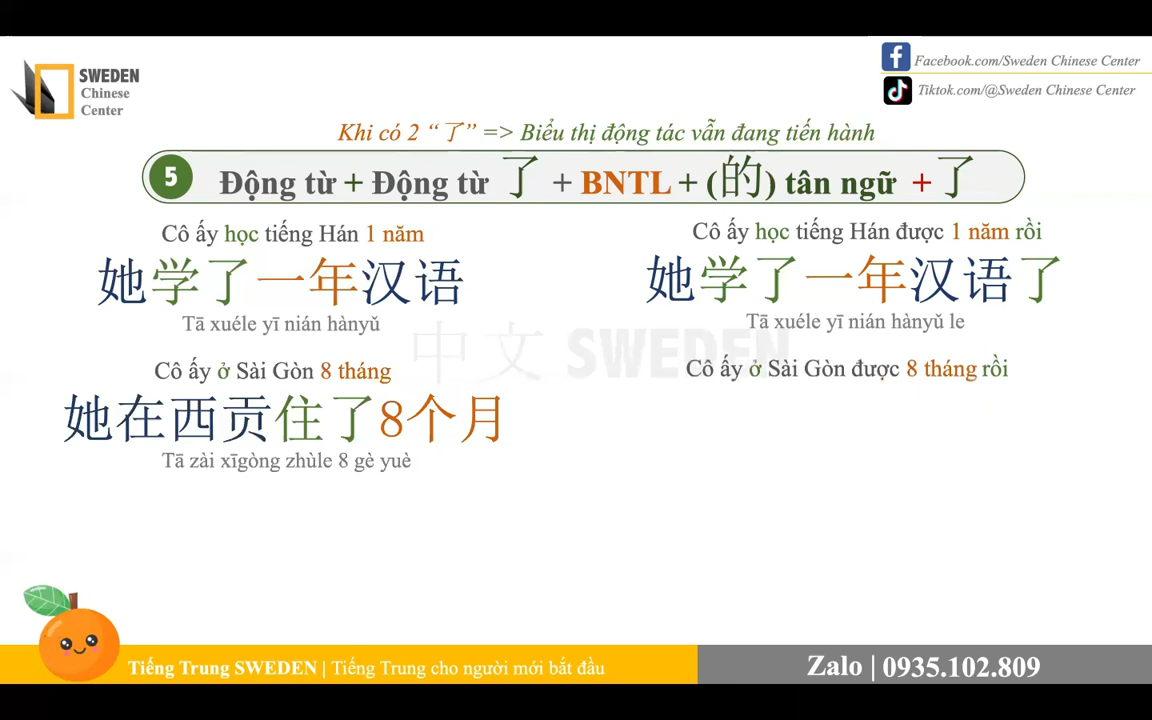 SWEDEN
Chinese
Center
Facebook.com/Sweden Chinese Center
Tiktok.com/@Sweden Chinese Center
Khi có 2 “了” => Biểu thị động tác vẫn đang tiến hành
5 Động từ + Động từ 了 + BNTL + (的) tân ngữ + 了
Cô ấy học tiếng Hán 1 năm
她学了一年汉语
Tā xuéle yī nián hànyǔ
Cô ấy học tiếng Hán được 1 năm rồi
她学了一年汉语了
Tā xuéle yī nián hànyǔ le
中文 SWEDEN
Cô ấy ở Sài Gòn 8 tháng
她在西贡住了8个月
Tā zài xīgòng zhùle 8 gè yuè
Cô ấy ở Sài Gòn được 8 tháng rồi
Tiếng Trung SWEDEN | Tiếng Trung cho người mới bắt đầu
Zalo | 0935.102.809